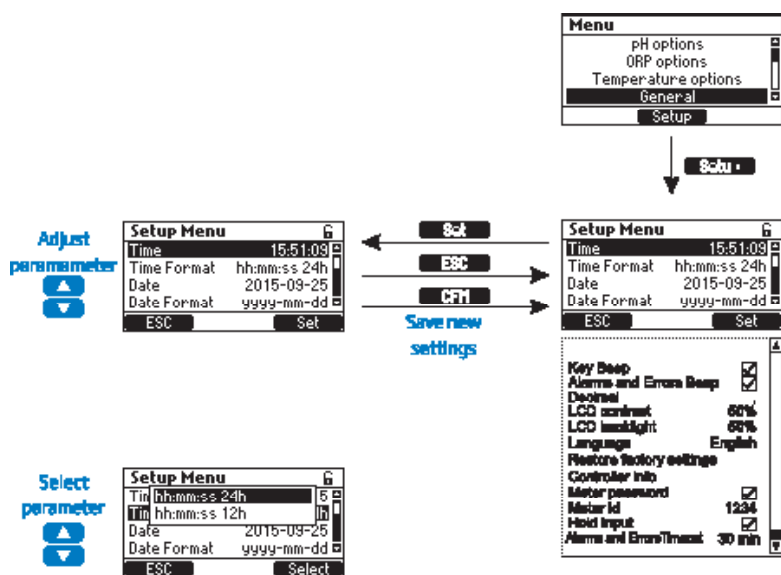 Menu
pH options
ORP options
Temperature options
General
Setup
Adjust
paramameter
Setup Menu
Time 15:51:09
Time Format hh:mm:ss 24h
Date 2015-09-25
Date Format yyyy-mm-dd
ESC Set
Set
ESC
CFM
Save new
settings
Setup Menu
Time 15:51:09
Time Format hh:mm:ss 24h
Date 2015-09-25
Date Format yyyy-mm-dd
ESC Set
Key Beep
Alarms and Errors Beep
Decimal
LCD contrast 50%
LCD backlight 50%
Language English
Restore factory settings
Controller info
Meter password
Meter id 1234
Hold Input
Alarms and Errors Timeout 30 min
Select
parameter
Setup Menu
Tin hh:mm:ss 24h 5
Tin hh:mm:ss 12h
Date 2015-09-25
Date Format yyyy-mm-dd
ESC Select